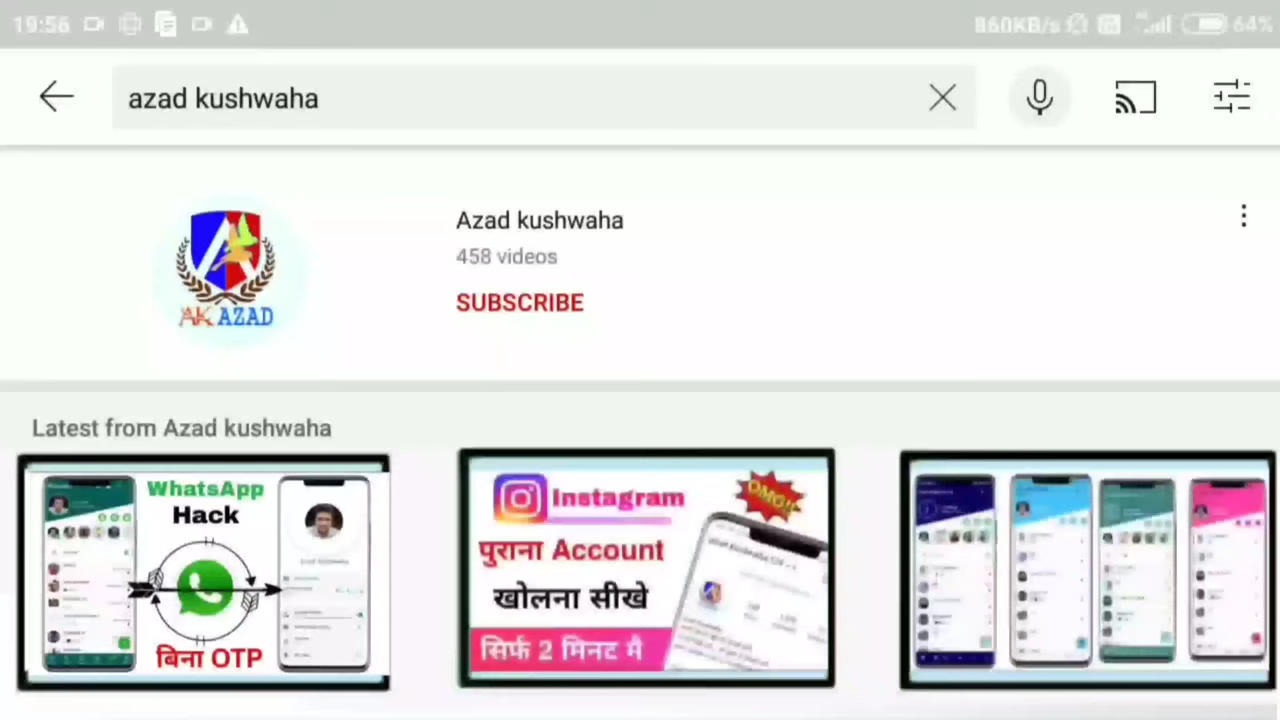 19:56
860KB/s
64%
azad kushwaha
Azad kushwaha
458 videos
SUBSCRIBE
AK AZAD
Latest from Azad kushwaha
WhatsApp
Hack
बिना OTP
Instagram
OMG!
पुराना Account
खोलना सीखे
सिर्फ 2 मिनट मै